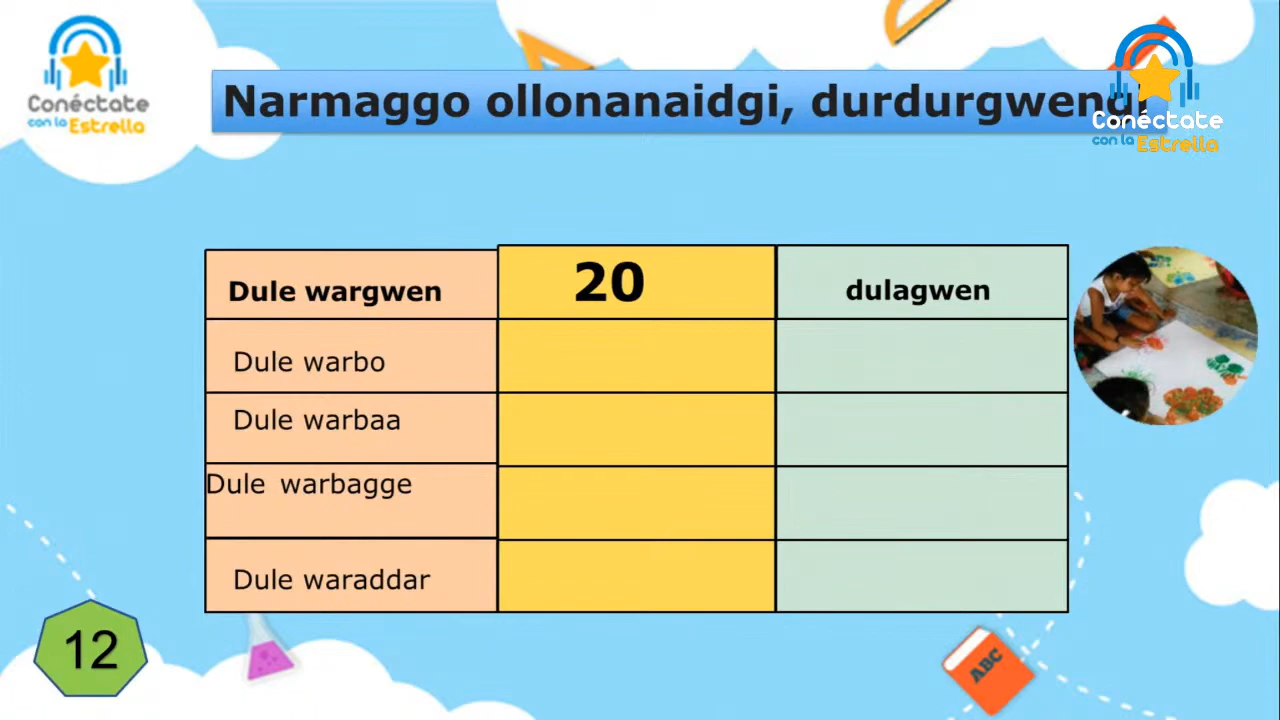 Conéctate
con la Estrella
Narmaggo ollonanaidgi, durdurgwendi
Conéctate
con la Estrella
Dule wargwen 20 dulagwen
Dule warbo
Dule warbaa
Dule warbagge
Dule waraddar
12
ABC